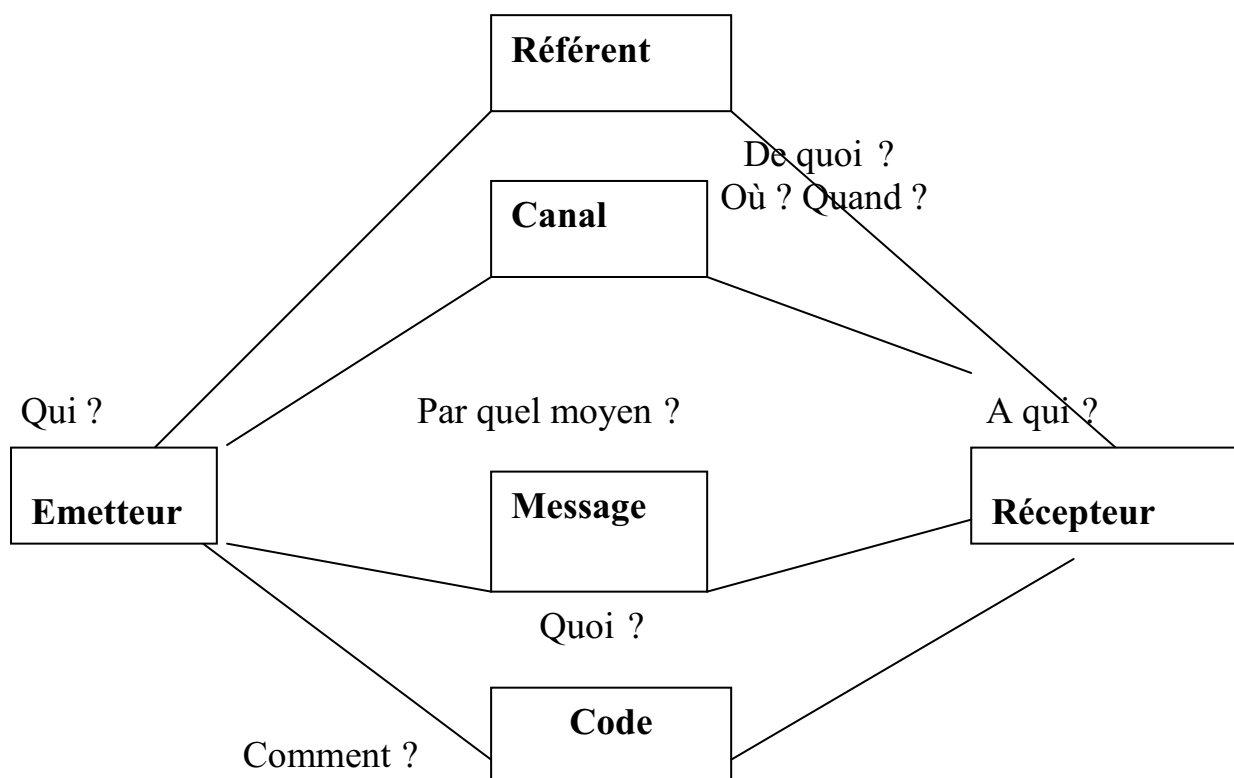 Référent
De quoi ?
Où ? Quand ?
Canal
Qui ?
Par quel moyen ?
A qui ?
Emetteur
Message
Récepteur
Quoi ?
Code
Comment ?